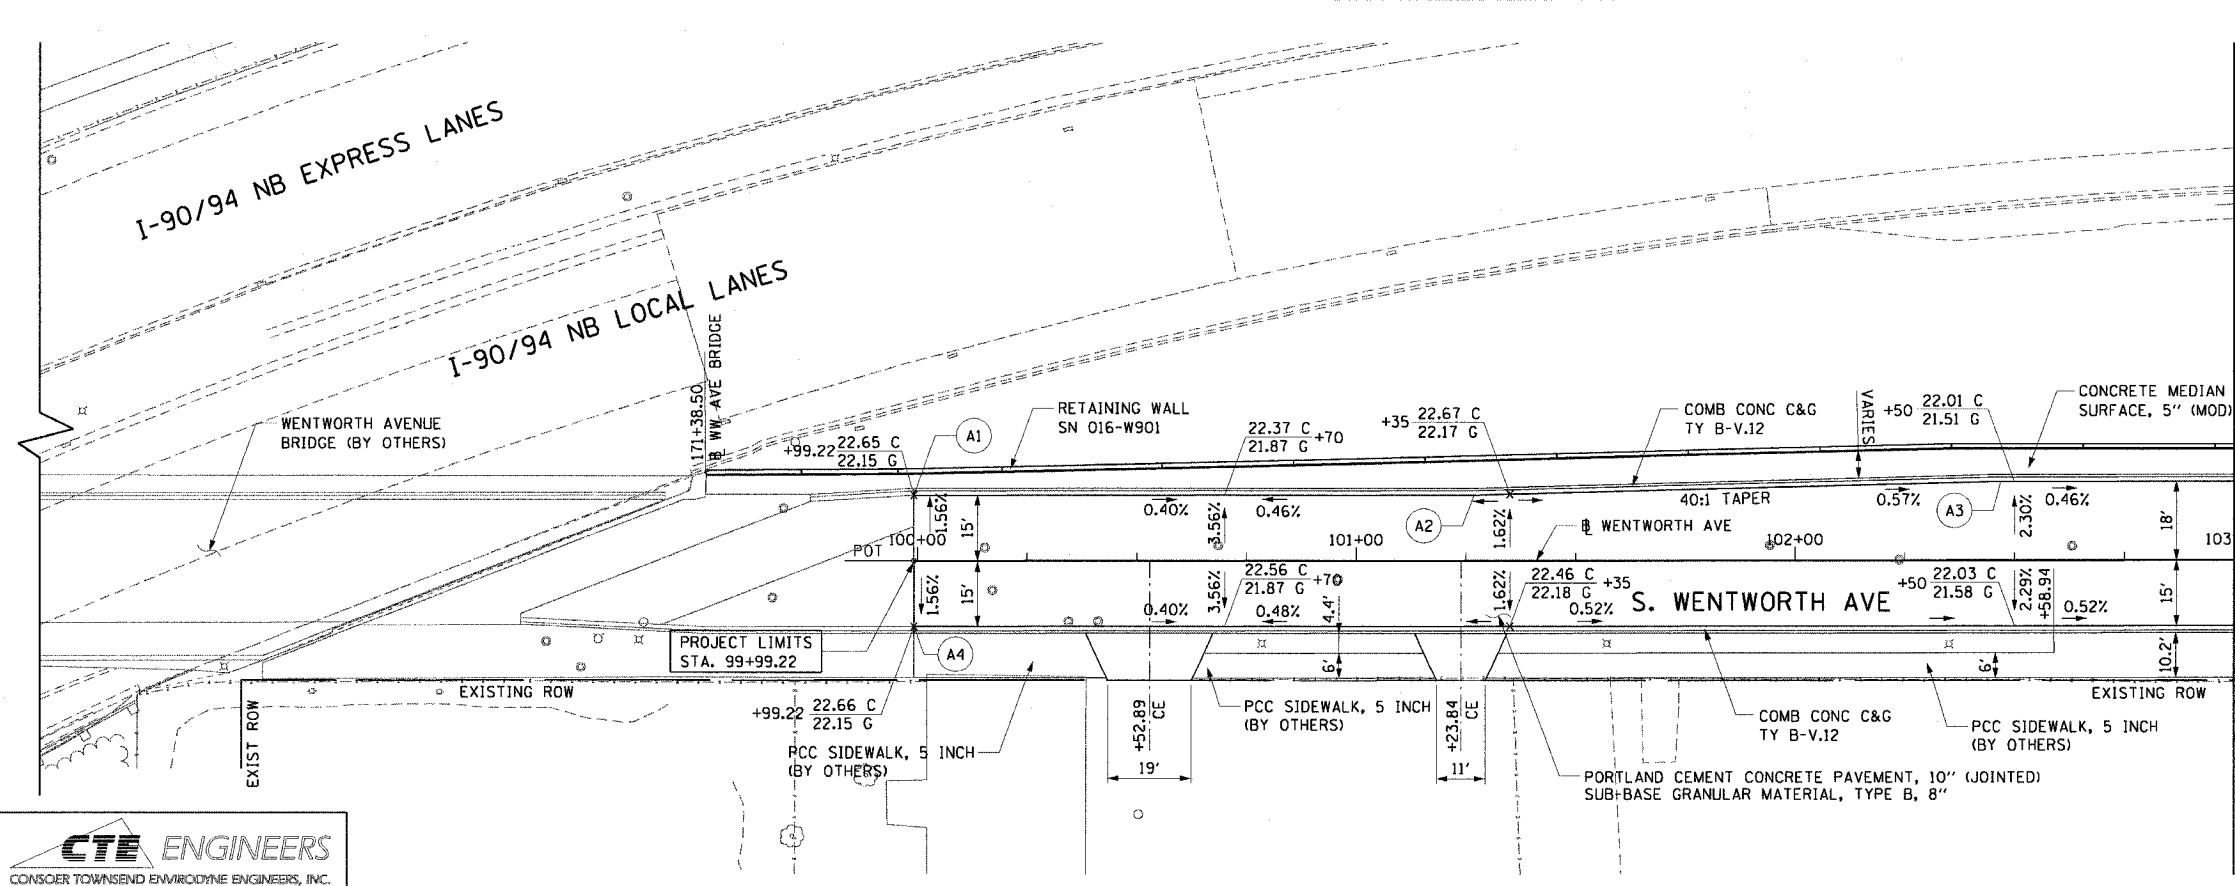 I-90/94 NB EXPRESS LANES
I-90/94 NB LOCAL LANES
WENTWORTH AVENUE
BRIDGE (BY OTHERS)
171+38.50
WW AVE BRIDGE
+99.22 22.65 C
22.15 G
A1
RETAINING WALL
SN 016-W901
22.37 C
21.87 G +70
+35 22.67 C
22.17 G
COMB CONC C&G
TY B-V.12
VARIES
+50 22.01 C
21.51 G
CONCRETE MEDIAN
SURFACE, 5" (MOD)
1.56%
15'
0.40%
3.56%
0.46%
A2
1.62%
40:1 TAPER
0.57%
A3
2.30%
0.46%
18'
POT
100+00
101+00
WENTWORTH AVE
102+00
103
1.56%
15'
0.40%
3.56%
22.56 C
21.87 G +70
0.48%
4.4'
1.62%
22.46 C
22.18 G +35
0.52%
S. WENTWORTH AVE
+50 22.03 C
21.58 G
2.29%
+58.94
0.52%
15'
PROJECT LIMITS
STA. 99+99.22
A4
6'
6'
10.2'
EXISTING ROW
EXIST ROW
+99.22 22.66 C
22.15 G
PCC SIDEWALK, 5 INCH
(BY OTHERS)
+52.89
CE
19'
PCC SIDEWALK, 5 INCH
(BY OTHERS)
+23.84
CE
11'
COMB CONC C&G
TY B-V.12
EXISTING ROW
PCC SIDEWALK, 5 INCH
(BY OTHERS)
PORTLAND CEMENT CONCRETE PAVEMENT, 10" (JOINTED)
SUB-BASE GRANULAR MATERIAL, TYPE B, 8"
CTE ENGINEERS
CONSOER TOWNSEND ENVIRODYNE ENGINEERS, INC.